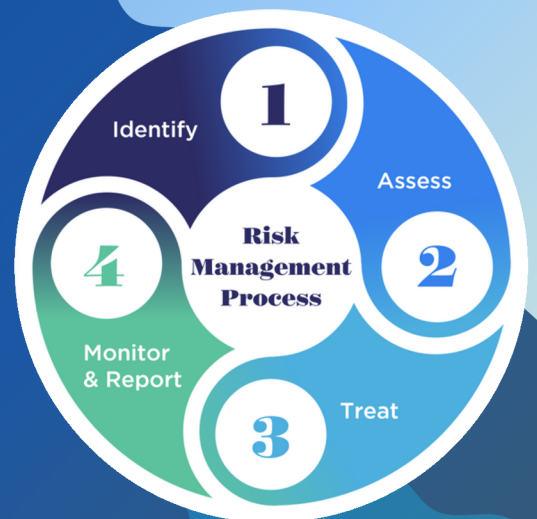 Risk
Management
Process
1
Identify
2
Assess
3
Treat
4
Monitor
& Report